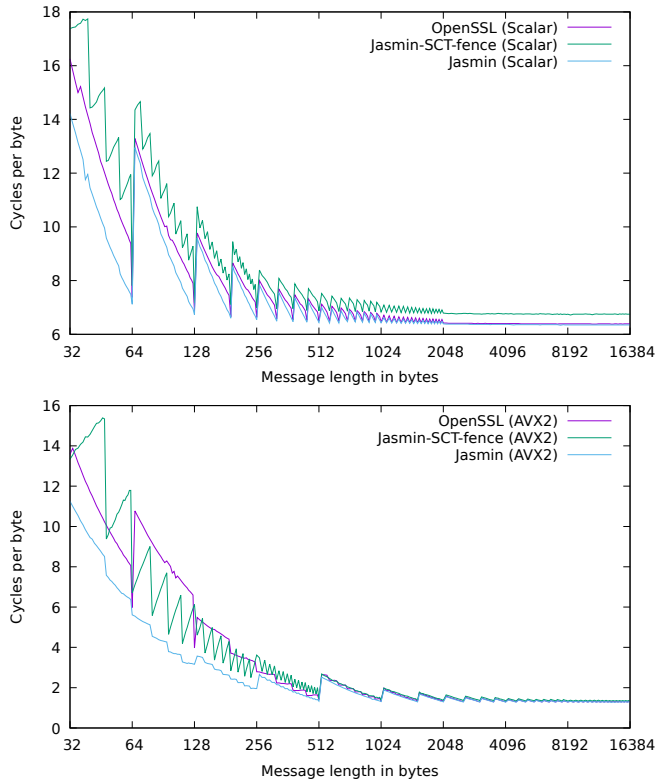 18
16
14
12
10
8
6
Cycles per byte
OpenSSL (Scalar)
Jasmin-SCT-fence (Scalar)
Jasmin (Scalar)
32 64 128 256 512 1024 2048 4096 8192 16384
Message length in bytes
16
14
12
10
8
6
4
2
0
Cycles per byte
OpenSSL (AVX2)
Jasmin-SCT-fence (AVX2)
Jasmin (AVX2)
32 64 128 256 512 1024 2048 4096 8192 16384
Message length in bytes